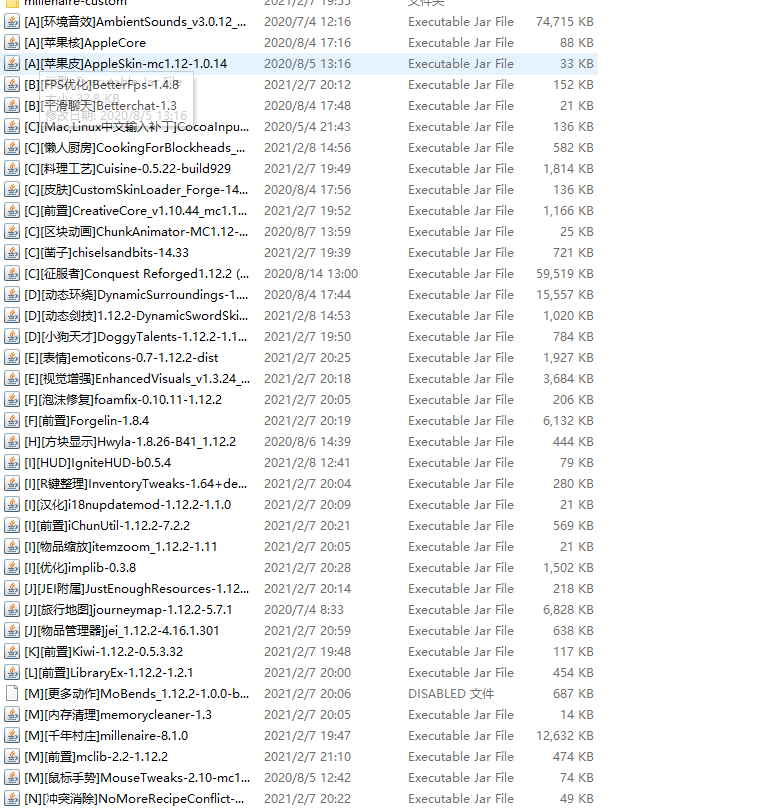 millenaire-custom 2021/2/7 19:55 文件夹
[A][环境音效]AmbientSounds_v3.0.12_... 2020/7/4 12:16 Executable Jar File 74,715 KB
[A][苹果核]AppleCore 2020/8/4 17:16 Executable Jar File 88 KB
[A][苹果皮]AppleSkin-mc1.12-1.0.14 2020/8/5 13:16 Executable Jar File 33 KB
[B][FPS优化]BetterFps-1.4.8 2021/2/7 20:12 Executable Jar File 152 KB
[B][平滑聊天]Betterchat-1.3 2020/8/4 17:48 Executable Jar File 21 KB
修改日期: 2020/8/5 13:16
[C][Mac,Linux中文输入补丁]CocoaInpu... 2020/5/4 21:43 Executable Jar File 136 KB
[C][懒人厨房]CookingForBlockheads_... 2021/2/8 14:56 Executable Jar File 582 KB
[C][料理工艺]Cuisine-0.5.22-build929 2021/2/7 19:49 Executable Jar File 1,814 KB
[C][皮肤]CustomSkinLoader_Forge-14... 2020/8/4 17:56 Executable Jar File 136 KB
[C][前置]CreativeCore_v1.10.44_mc1.1... 2021/2/7 19:52 Executable Jar File 1,166 KB
[C][区块动画]ChunkAnimator-MC1.12-... 2020/8/7 13:59 Executable Jar File 25 KB
[C][凿子]chiselsandbits-14.33 2021/2/7 19:39 Executable Jar File 721 KB
[C][征服者]Conquest Reforged1.12.2 (... 2020/8/14 13:00 Executable Jar File 59,519 KB
[D][动态环绕]DynamicSurroundings-1.... 2020/8/4 17:44 Executable Jar File 15,557 KB
[D][动态剑技]1.12.2-DynamicSwordSki... 2021/2/8 14:53 Executable Jar File 1,020 KB
[D][小狗天才]DoggyTalents-1.12.2-1.1... 2021/2/7 19:50 Executable Jar File 784 KB
[E][表情]emoticons-0.7-1.12.2-dist 2021/2/7 20:25 Executable Jar File 1,927 KB
[E][视觉增强]EnhancedVisuals_v1.3.24_... 2021/2/7 20:18 Executable Jar File 3,684 KB
[F][泡沫修复]foamfix-0.10.11-1.12.2 2021/2/7 20:05 Executable Jar File 206 KB
[F][前置]Forgelin-1.8.4 2021/2/7 20:19 Executable Jar File 6,132 KB
[H][方块显示]Hwyla-1.8.26-B41_1.12.2 2020/8/6 14:39 Executable Jar File 444 KB
[I][HUD]IgniteHUD-b0.5.4 2021/2/8 12:41 Executable Jar File 79 KB
[I][R键整理]InventoryTweaks-1.64+de... 2021/2/7 20:04 Executable Jar File 280 KB
[I][汉化]i18nupdatemod-1.12.2-1.1.0 2021/2/7 20:09 Executable Jar File 21 KB
[I][前置]iChunUtil-1.12.2-7.2.2 2021/2/7 20:21 Executable Jar File 569 KB
[I][物品缩放]itemzoom_1.12.2-1.11 2021/2/7 20:05 Executable Jar File 21 KB
[I][优化]implib-0.3.8 2021/2/7 20:28 Executable Jar File 1,502 KB
[J][JEI附属]JustEnoughResources-1.12... 2021/2/7 20:14 Executable Jar File 218 KB
[J][旅行地图]journeymap-1.12.2-5.7.1 2020/7/4 8:33 Executable Jar File 6,828 KB
[J][物品管理器]jei_1.12.2-4.16.1.301 2021/2/7 20:59 Executable Jar File 638 KB
[K][前置]Kiwi-1.12.2-0.5.3.32 2021/2/7 19:48 Executable Jar File 117 KB
[L][前置]LibraryEx-1.12.2-1.2.1 2021/2/7 20:00 Executable Jar File 454 KB
[M][更多动作]MoBends_1.12.2-1.0.0-b... 2021/2/7 20:06 DISABLED 文件 687 KB
[M][内存清理]memorycleaner-1.3 2021/2/7 20:05 Executable Jar File 14 KB
[M][千年村庄]millenaire-8.1.0 2021/2/7 19:47 Executable Jar File 12,632 KB
[M][前置]mclib-2.2-1.12.2 2021/2/7 21:10 Executable Jar File 474 KB
[M][鼠标手势]MouseTweaks-2.10-mc1... 2020/8/5 12:42 Executable Jar File 74 KB
[N][冲突消除]NoMoreRecipeConflict-... 2021/2/7 20:22 Executable Jar File 49 KB